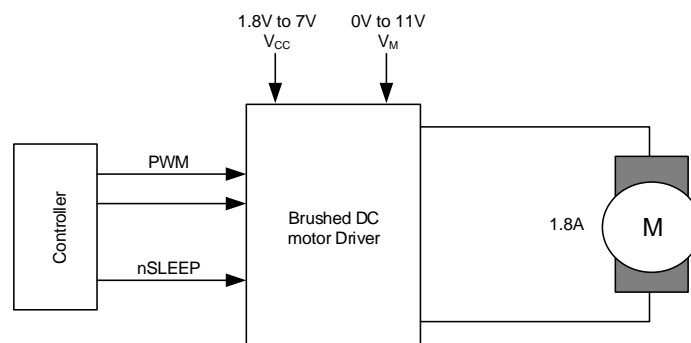 1.8V to 7V
VCC
0V to 11V
VM
Controller
PWM
nSLEEP
Brushed DC
motor Driver
1.8A
M